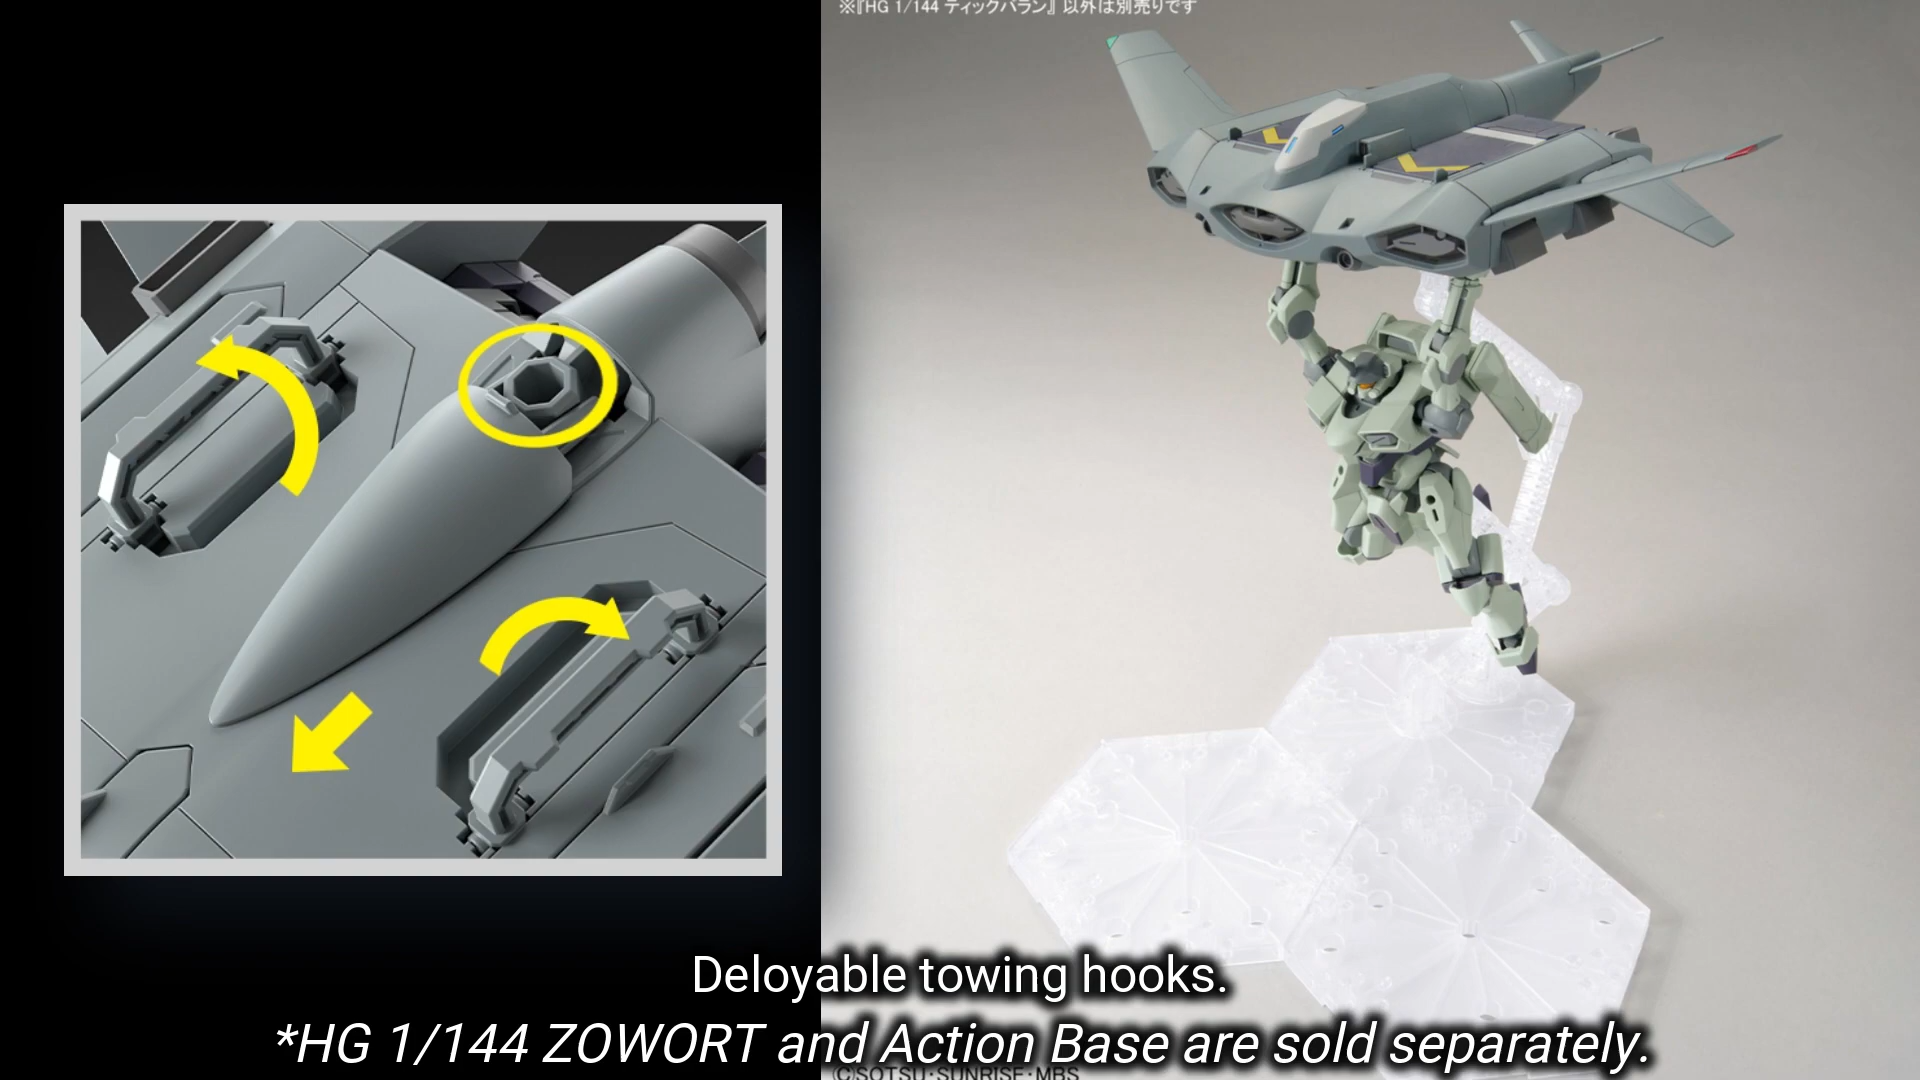 ※『HG 1/144 ティックバラン』以外は別売りです
Deloyable towing hooks.
*HG 1/144 ZOWORT and Action Base are sold separately.
©SOTSU・SUNRISE・MBS